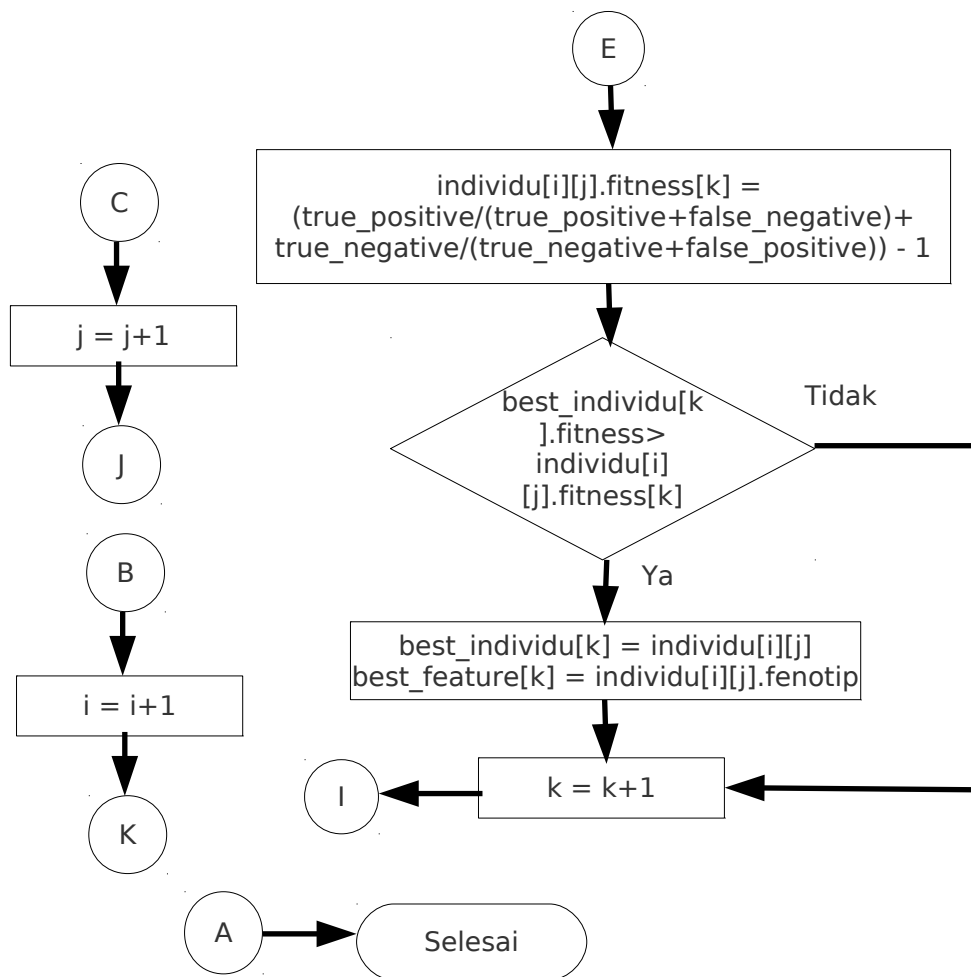 E
individu[i][j].fitness[k] =
(true_positive/(true_positive+false_negative)+
true_negative/(true_negative+false_positive)) - 1
C
j = j+1
J
best_individu[k
].fitness>
individu[i]
[j].fitness[k]
Tidak
Ya
B
i = i+1
K
best_individu[k] = individu[i][j]
best_feature[k] = individu[i][j].fenotip
k = k+1
I
A
Selesai